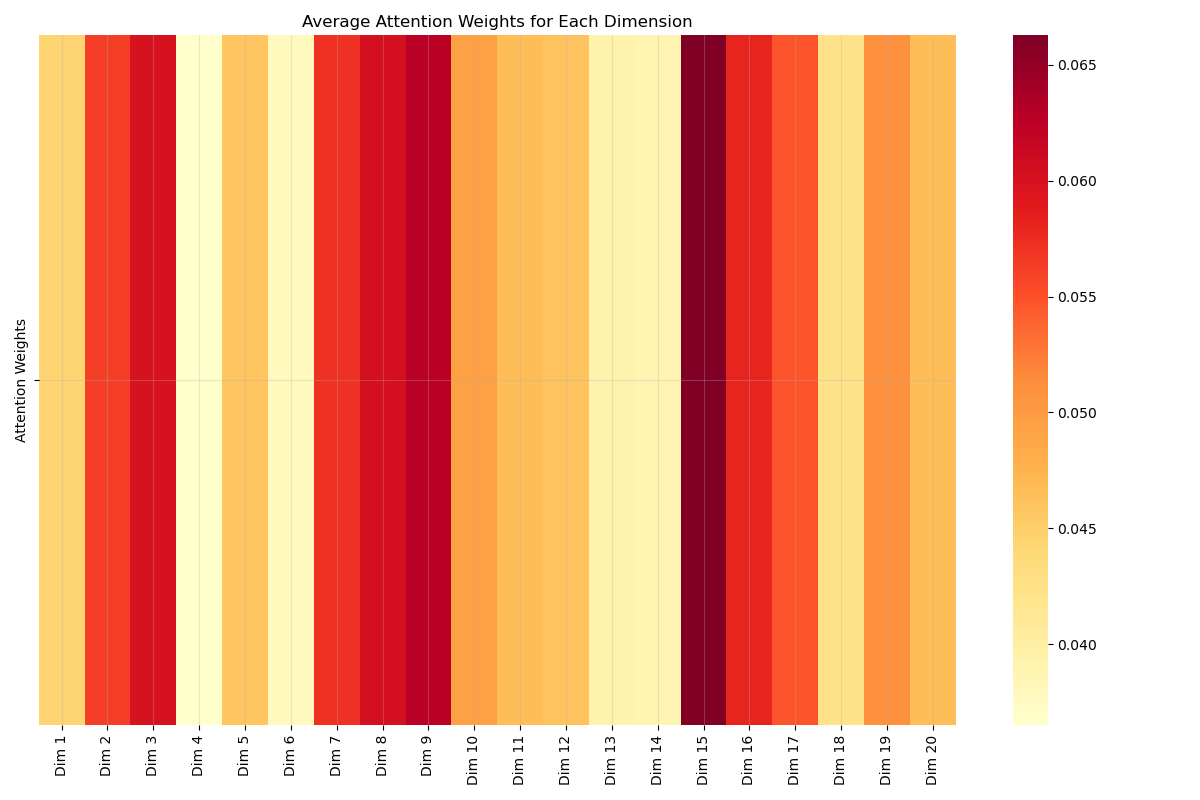 Average Attention Weights for Each Dimension
Attention Weights
Dim 1
Dim 2
Dim 3
Dim 4
Dim 5
Dim 6
Dim 7
Dim 8
Dim 9
Dim 10
Dim 11
Dim 12
Dim 13
Dim 14
Dim 15
Dim 16
Dim 17
Dim 18
Dim 19
Dim 20
0.065
0.060
0.055
0.050
0.045
0.040